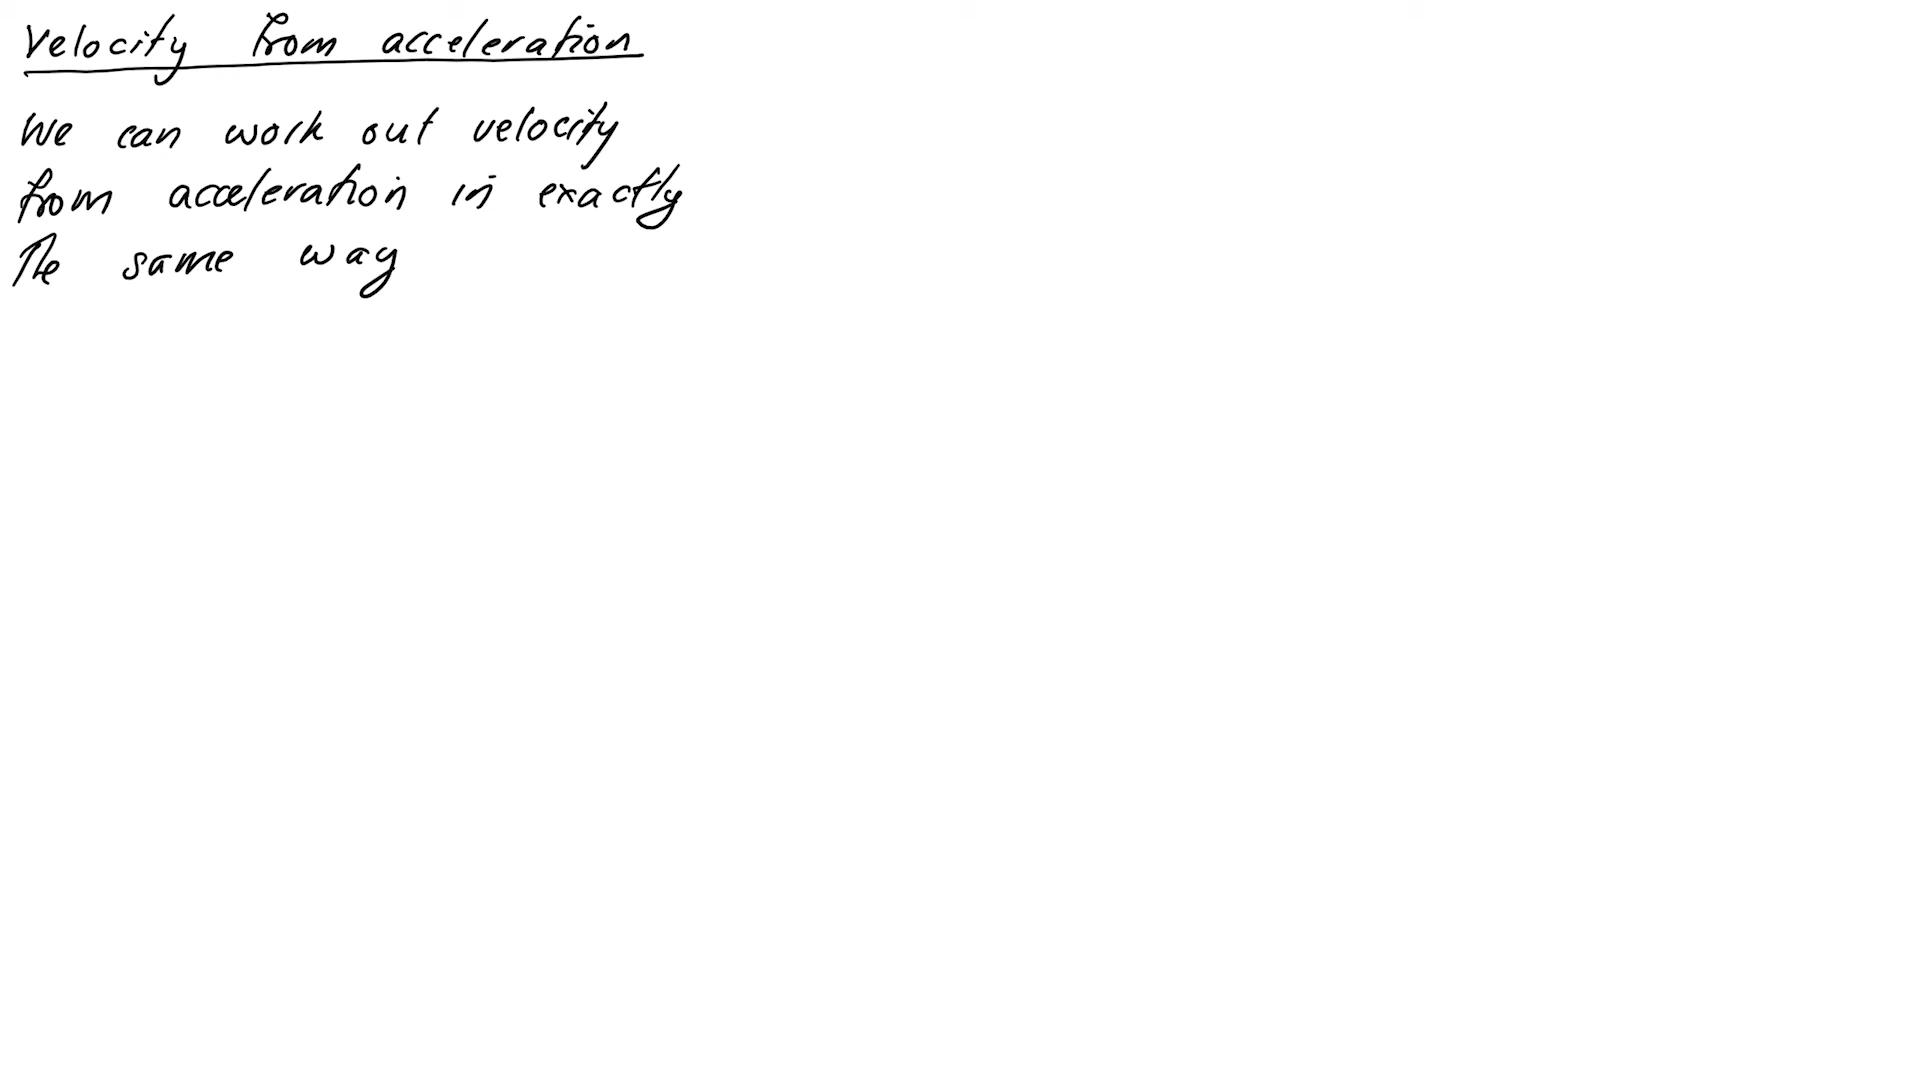 Velocity from acceleration
We can work out velocity
from acceleration in exactly
the same way